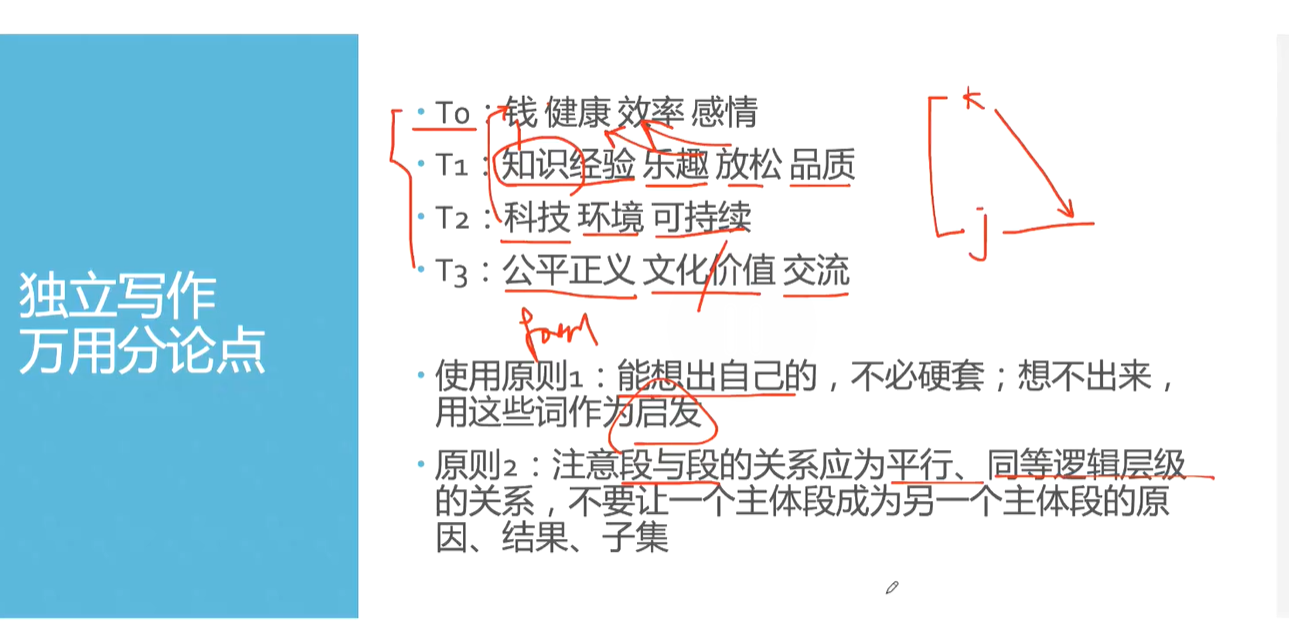 独立写作
万用分论点
• T0：钱 健康 效率 感情
• T1：知识经验 乐趣 放松 品质
• T2：科技 环境 可持续
• T3：公平正义 文化价值 交流
k
j
• 使用原则1：能想出自己的，不必硬套；想不出来，
用这些词作为启发
• 原则2：注意段与段的关系应为平行、同等逻辑层级
的关系，不要让一个主体段成为另一个主体段的原
因、结果、子集